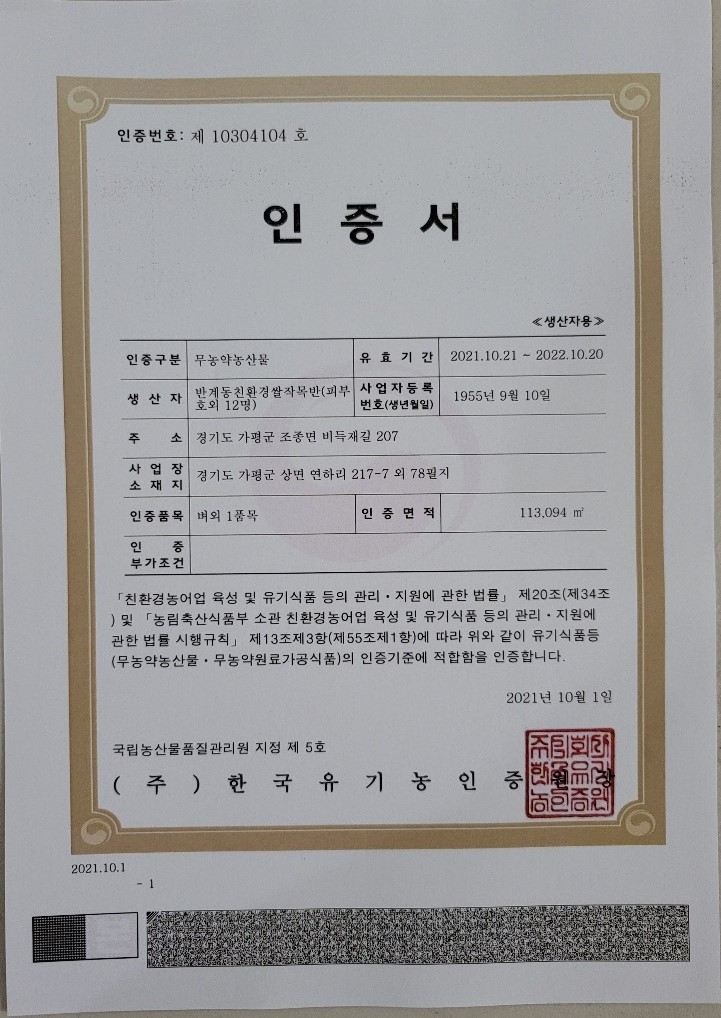 인증번호: 제 10304104 호
인 증 서
≪생산자용≫
인증구분 무농약농산물 유 효 기 간 2021.10.21 ~ 2022.10.20
생 산 자 반계동친환경쌀작목반(피부호외 12명) 사업자등록번호(생년월일) 1955년 9월 10일
주 소 경기도 가평군 조종면 비득재길 207
사 업 장 소 재 지 경기도 가평군 상면 연하리 217-7 외 78필지
인증품목 벼외 1품목 인 증 면 적 113,094 ㎡
인 증 부가조건
「친환경농어업 육성 및 유기식품 등의 관리・지원에 관한 법률」 제20조(제34조
) 및 「농림축산식품부 소관 친환경농어업 육성 및 유기식품 등의 관리・지원에
관한 법률 시행규칙」 제13조제3항(제55조제1항)에 따라 위와 같이 유기식품등
(무농약농산물・무농약원료가공식품)의 인증기준에 적합함을 인증합니다.
2021년 10월 1일
국립농산물품질관리원 지정 제 5호
( 주 ) 한 국 유 기 농 인 증 원 장
2021.10.1
- 1